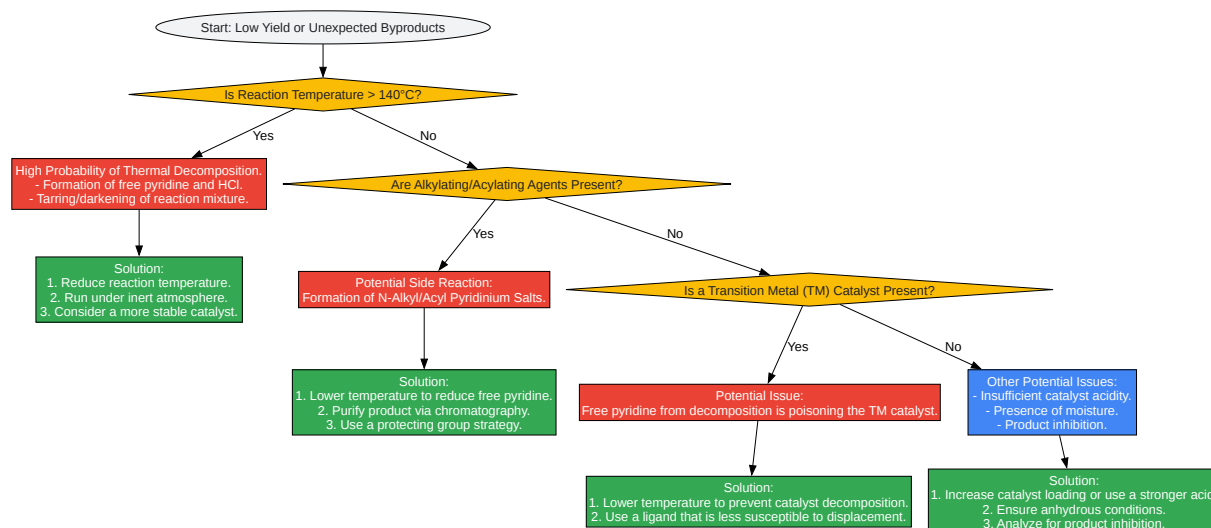 Start: Low Yield or Unexpected Byproducts
Is Reaction Temperature > 140°C?
Yes
No
High Probability of Thermal Decomposition.
- Formation of free pyridine and HCl.
- Tarring/darkening of reaction mixture.
Are Alkylating/Acylating Agents Present?
Solution:
1. Reduce reaction temperature.
2. Run under inert atmosphere.
3. Consider a more stable catalyst.
Yes
No
Potential Side Reaction:
Formation of N-Alkyl/Acyl Pyridinium Salts.
Is a Transition Metal (TM) Catalyst Present?
Solution:
1. Lower temperature to reduce free pyridine.
2. Purify product via chromatography.
3. Use a protecting group strategy.
Yes
No
Potential Issue:
Free pyridine from decomposition is poisoning the TM catalyst.
Other Potential Issues:
- Insufficient catalyst acidity.
- Presence of moisture.
- Product inhibition.
Solution:
1. Lower temperature to prevent catalyst decomposition.
2. Use a ligand that is less susceptible to displacement.
Solution:
1. Increase catalyst loading or use a stronger acid
2. Ensure anhydrous conditions.
3. Analyze for product inhibition.